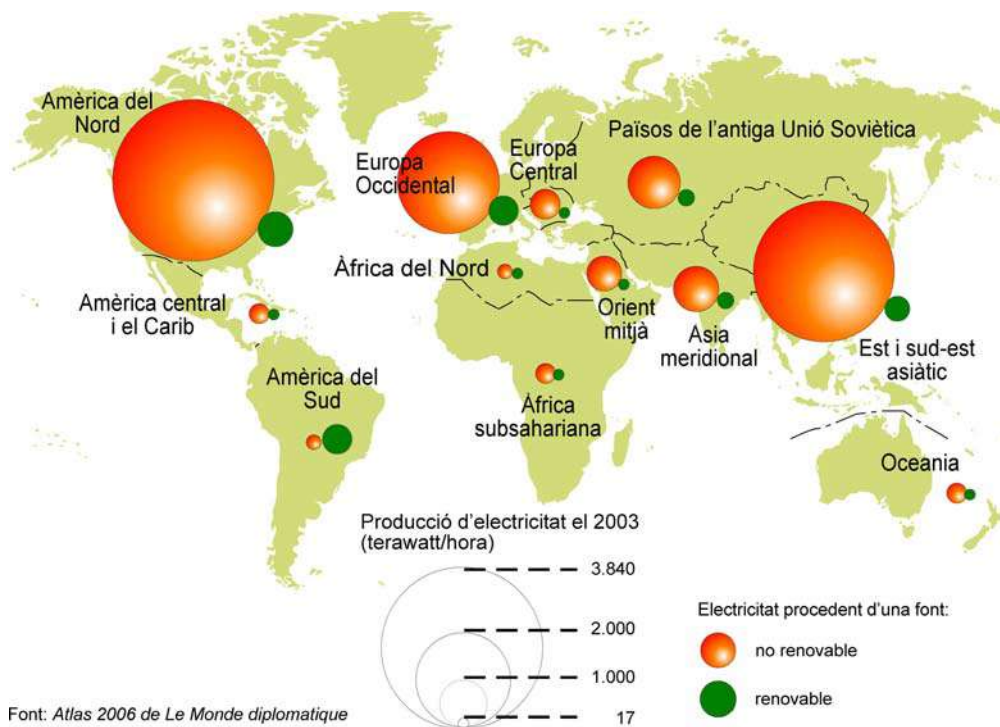 Amèrica del
Nord
Europa
Occidental
Europa
Central
Països de l'antiga Unió Soviètica
Àfrica del Nord
Amèrica central
i el Carib
Orient
mitjà
Asia
meridional
Est i sud-est
asiàtic
Amèrica del
Sud
Àfrica
subsahariana
Oceania
Producció d'electricitat el 2003
(terawatt/hora)
3.840
2.000
1.000
17
Electricitat procedent d'una font:
no renovable
renovable
Font: Atlas 2006 de Le Monde diplomatique